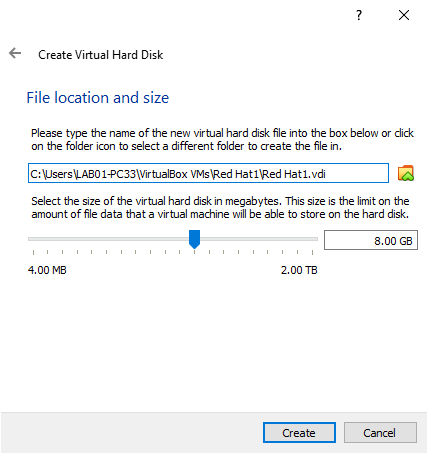 ?
Create Virtual Hard Disk
File location and size
Please type the name of the new virtual hard disk file into the box below or click
on the folder icon to select a different folder to create the file in.
C:\Users\LAB01-PC33\VirtualBox VMs\Red Hat1\Red Hat1.vdi
Select the size of the virtual hard disk in megabytes. This size is the limit on the
amount of file data that a virtual machine will be able to store on the hard disk.
8.00 GB
4.00 MB 2.00 TB
Create Cancel